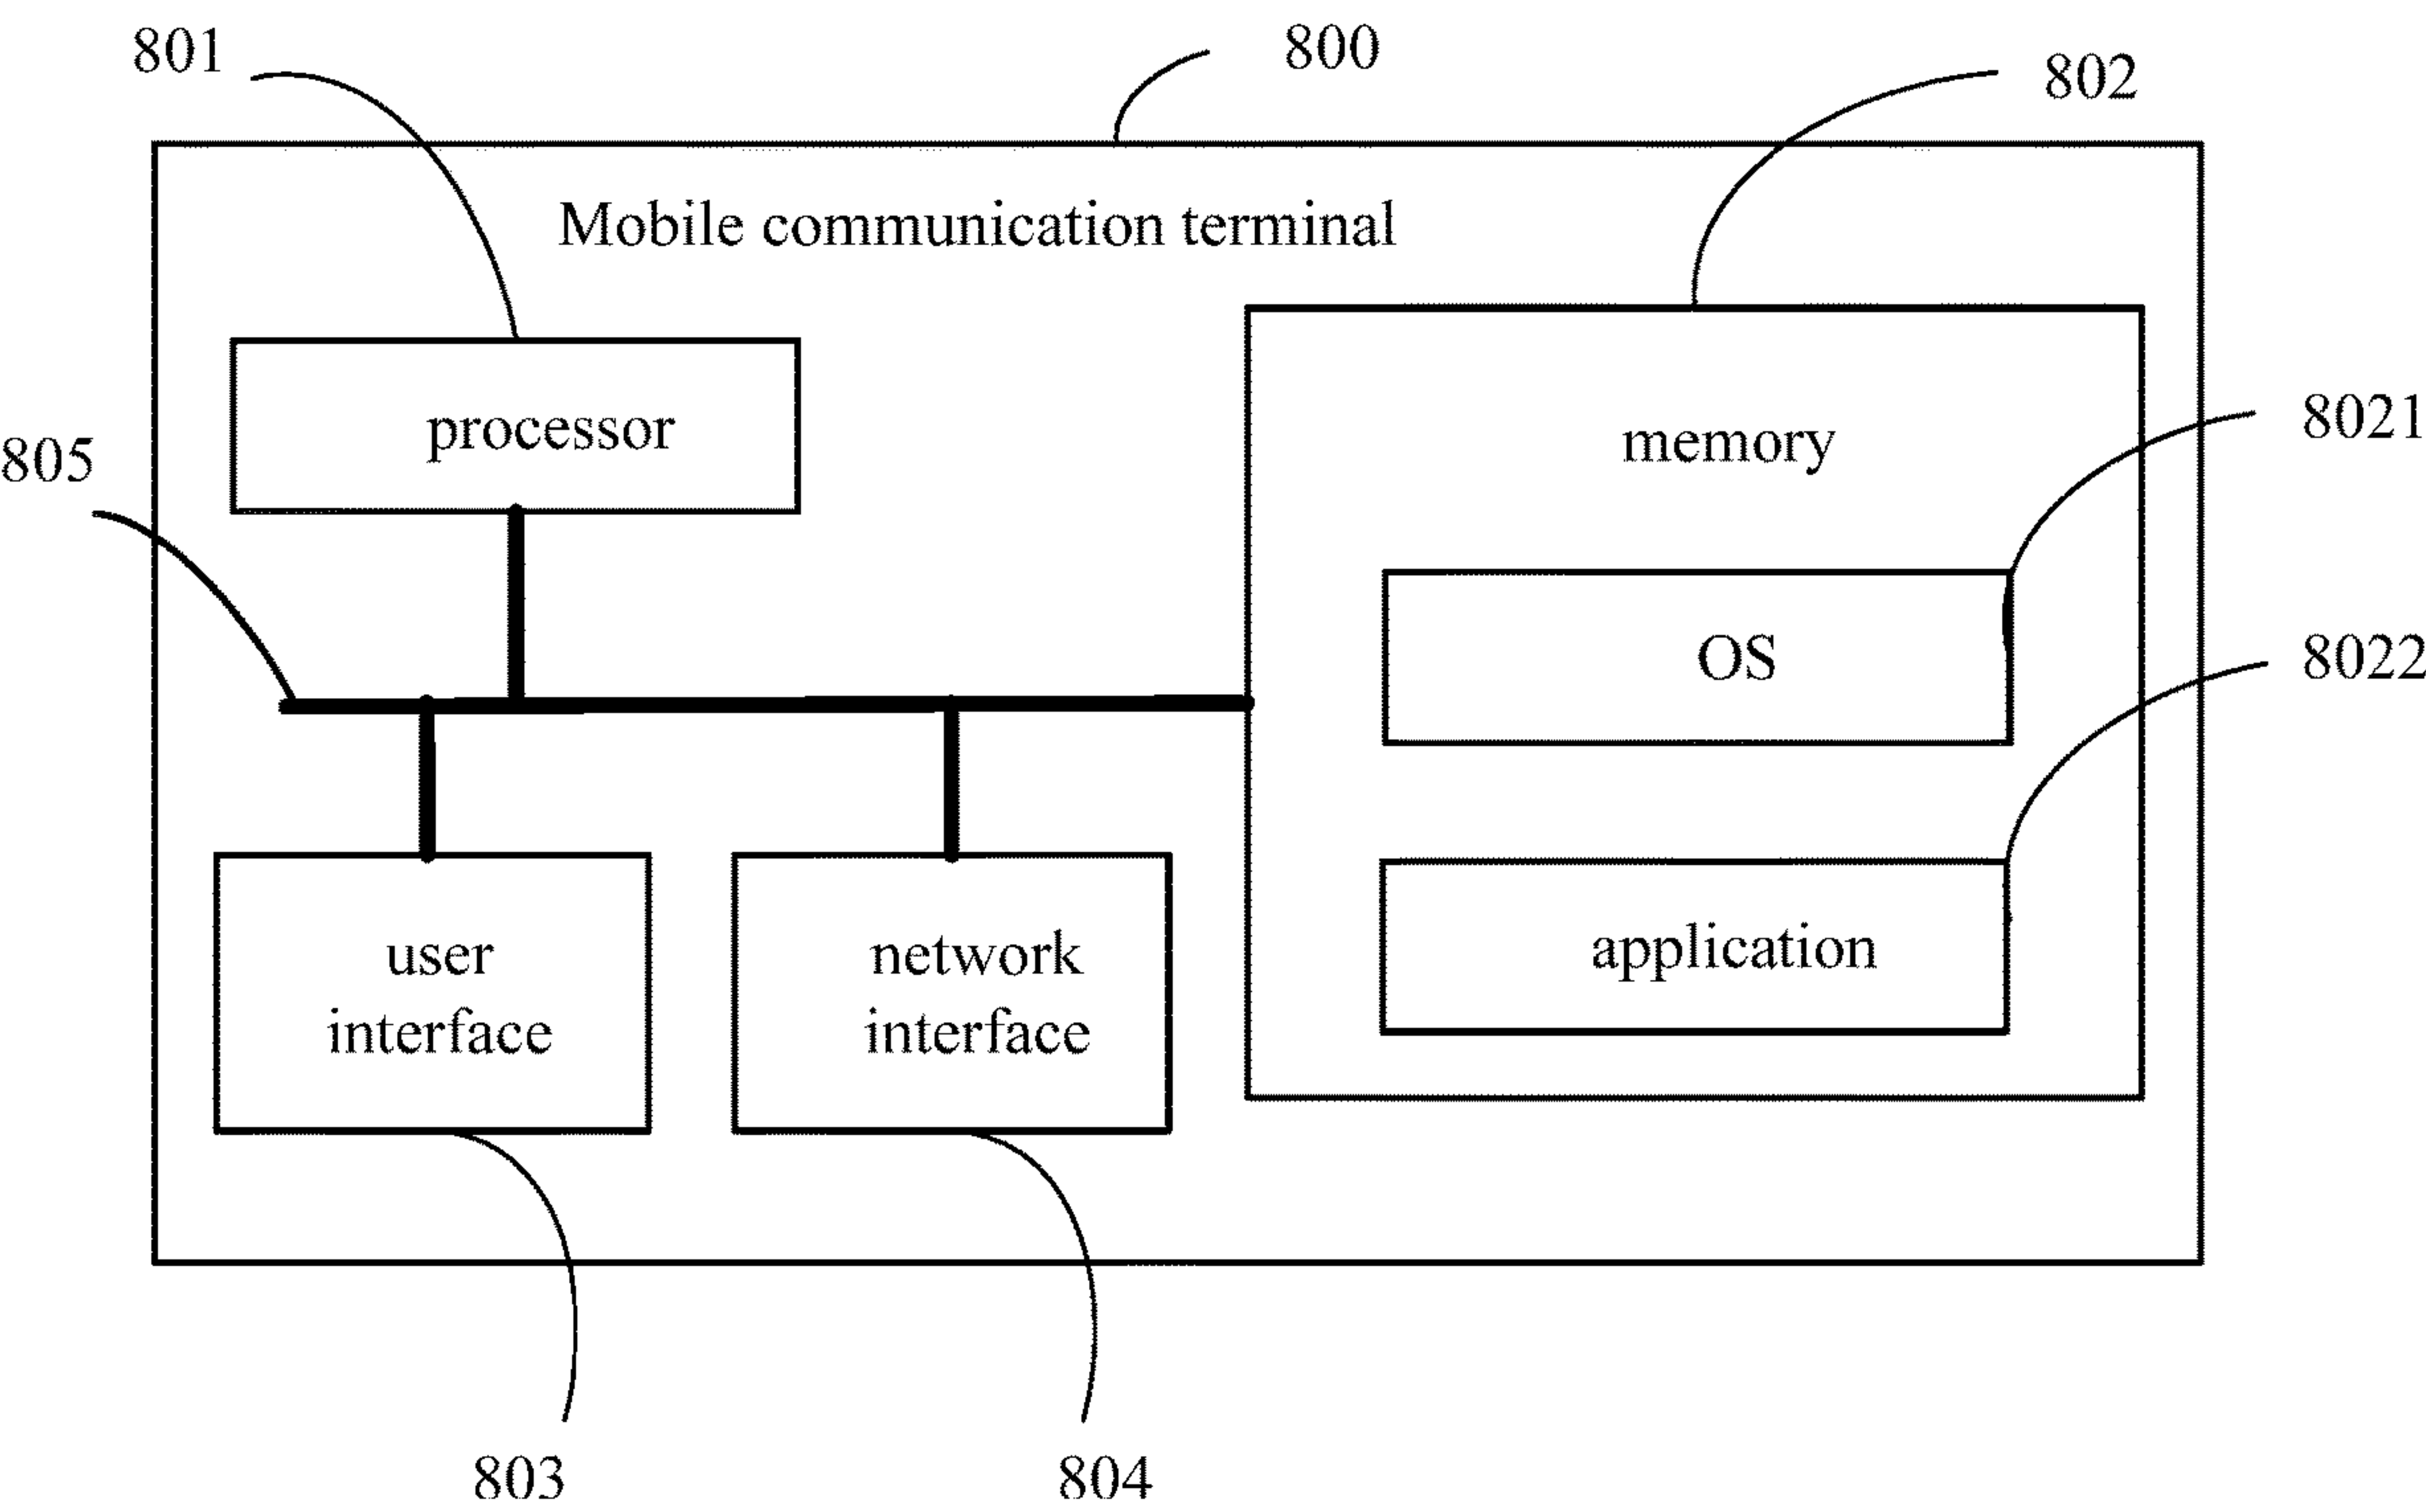 801
800
802
Mobile communication terminal
processor
memory
8021
805
OS
8022
user
interface
network
interface
application
803
804